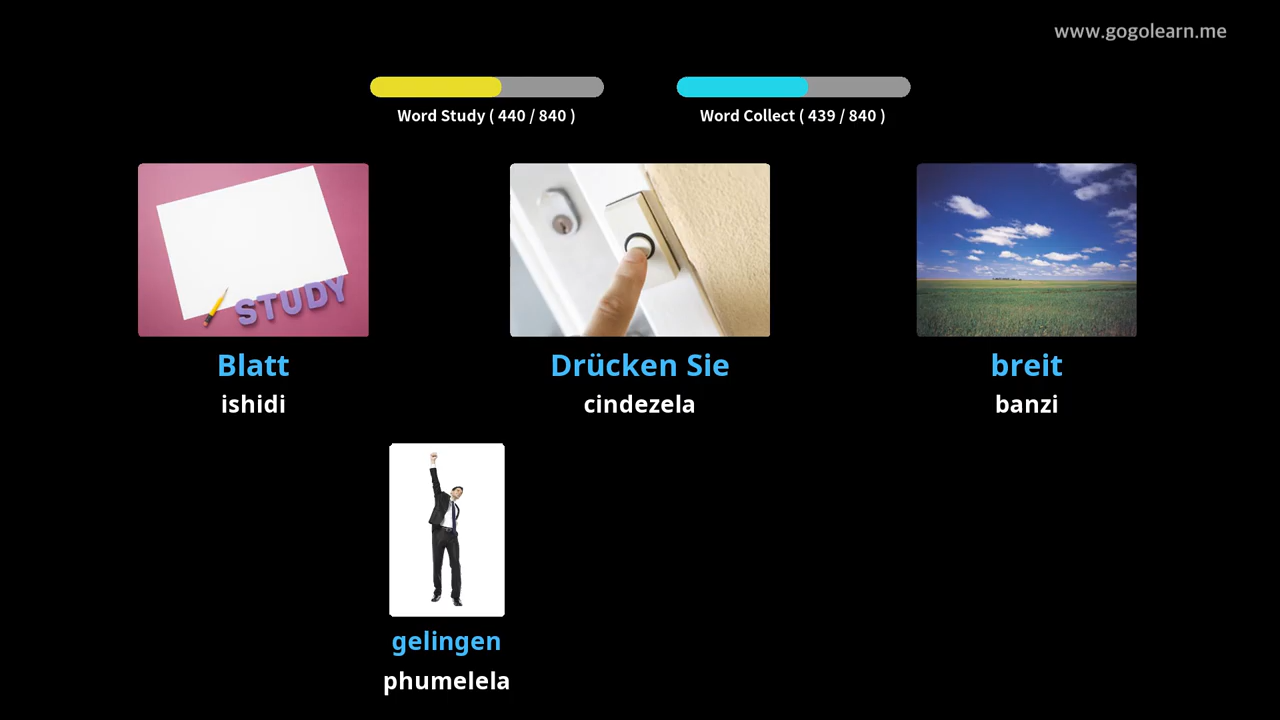 www.gogolearn.me
Word Study ( 440 / 840 )
Word Collect ( 439 / 840 )
STUDY
Blatt
ishidi
Drücken Sie
cindezela
breit
banzi
gelingen
phumelela